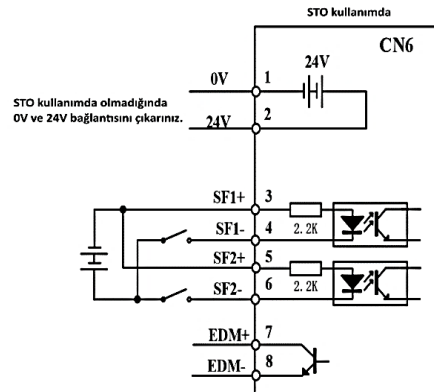 STO kullanımda
CN6
24V
0V 1
STO kullanımda olmadığında
0V ve 24V bağlantısını çıkarınız.
24V 2
SF1+ 3
2.2K
SF1- 4
SF2+ 5
2.2K
SF2- 6
EDM+ 7
EDM- 8